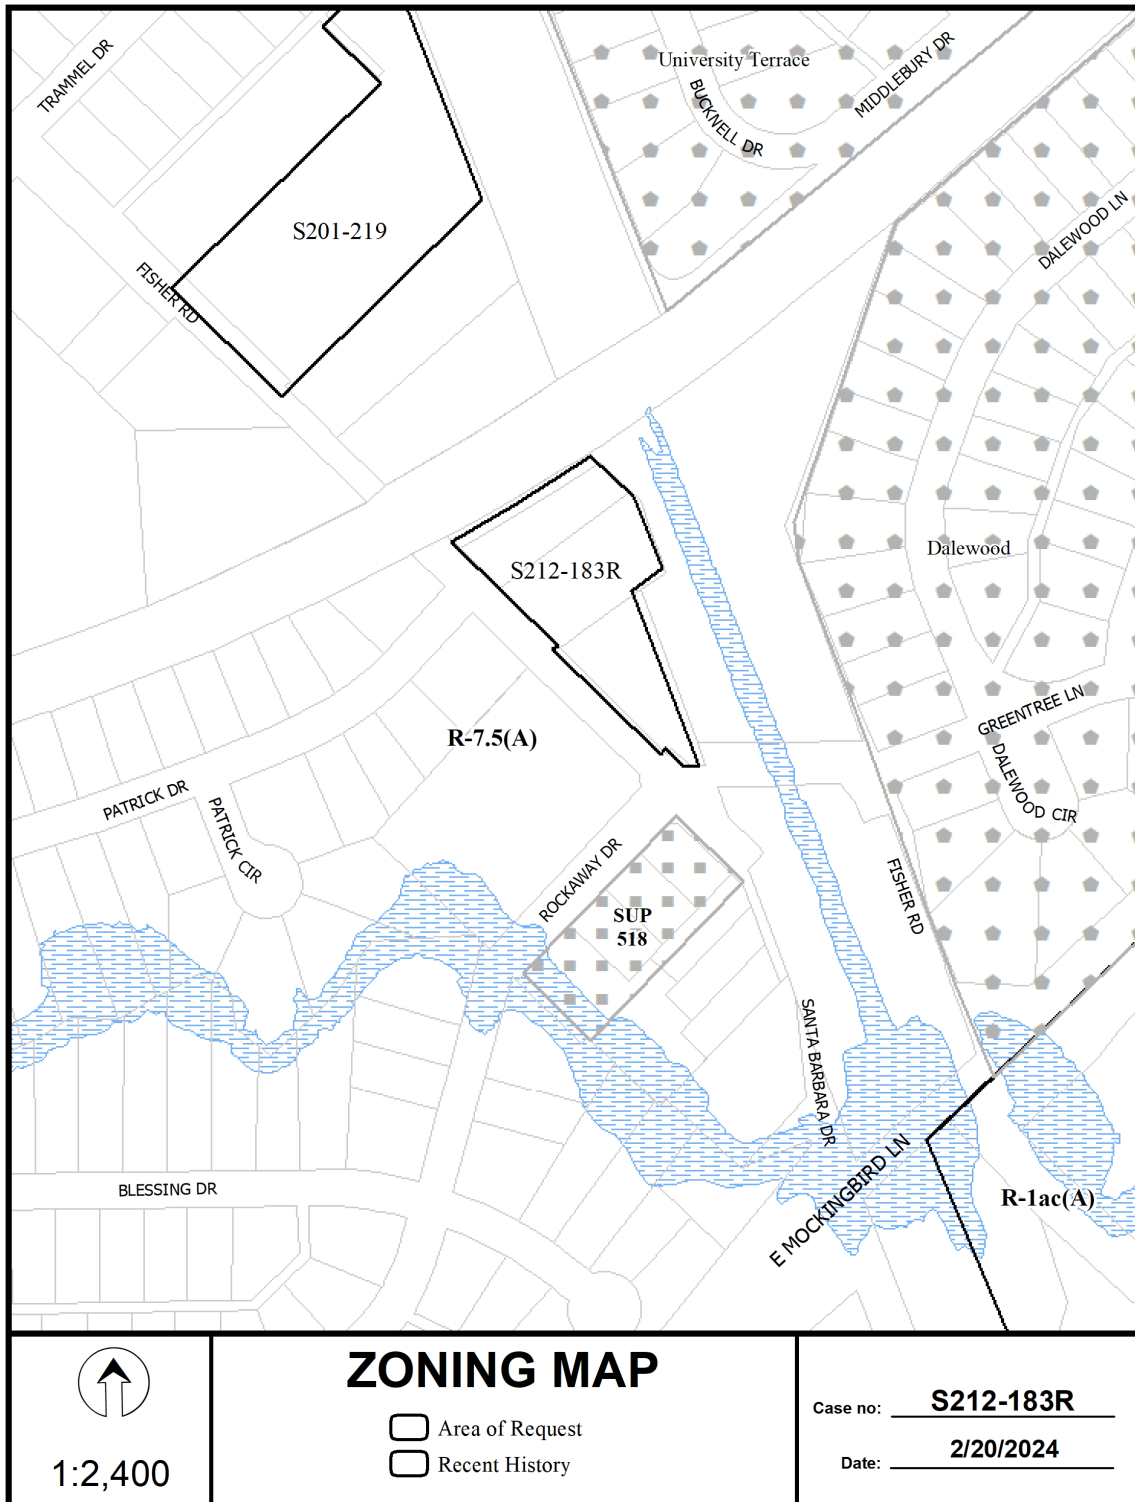 TRAMMEL DR
University Terrace
MIDDLEBURY DR
BUCKNELL DR
DALEWOOD LN
S201-219
FISHER RD
Dalewood
S212-183R
R-7.5(A)
GREENTREE LN
DALEWOOD CIR
PATRICK DR
PATRICK CIR
ROCKAWAY DR
SUP
518
FISHER RD
SANTA BARBARA DR
E MOCKINGBIRD LN
BLESSING DR
R-1ac(A)
1:2,400
ZONING MAP
Area of Request
Recent History
Case no: S212-183R
Date: 2/20/2024